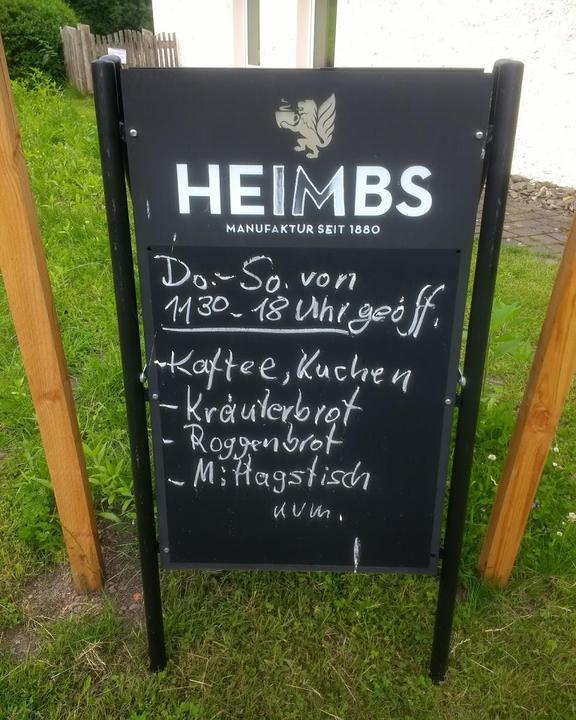 HEIMBS
MANUFAKTUR SEIT 1880
Do.-So. von
11³⁰-18 Uhr geöff.
-Kaffee, Kuchen
-Kräuterbrot
-Roggenbrot
-Mittagstisch
uvm.